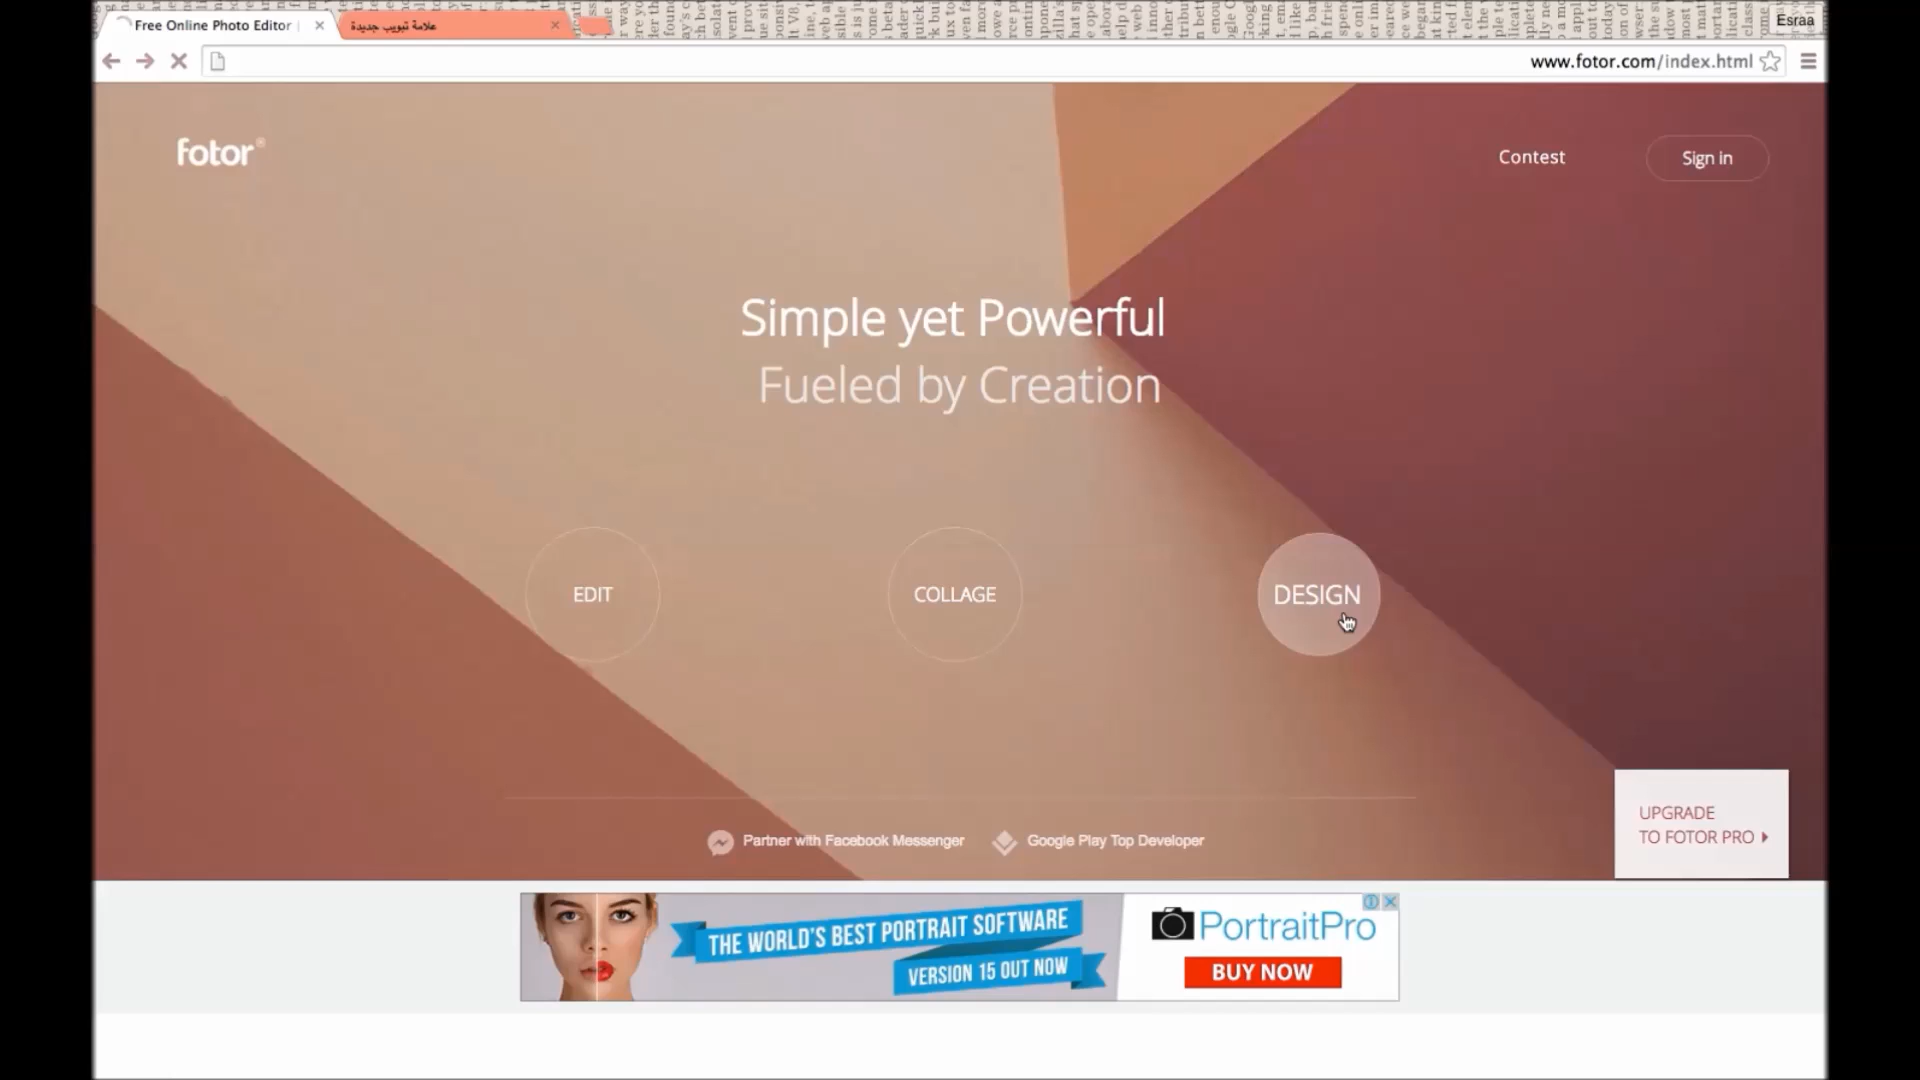 Free Online Photo Editor
علامة تبويب جديدة
Esraa
www.fotor.com/index.html
fotor®
Contest
Sign in
Simple yet Powerful
Fueled by Creation
EDIT
COLLAGE
DESIGN
UPGRADE
TO FOTOR PRO
Partner with Facebook Messenger
Google Play Top Developer
THE WORLD'S BEST PORTRAIT SOFTWARE
VERSION 15 OUT NOW
PortraitPro
BUY NOW